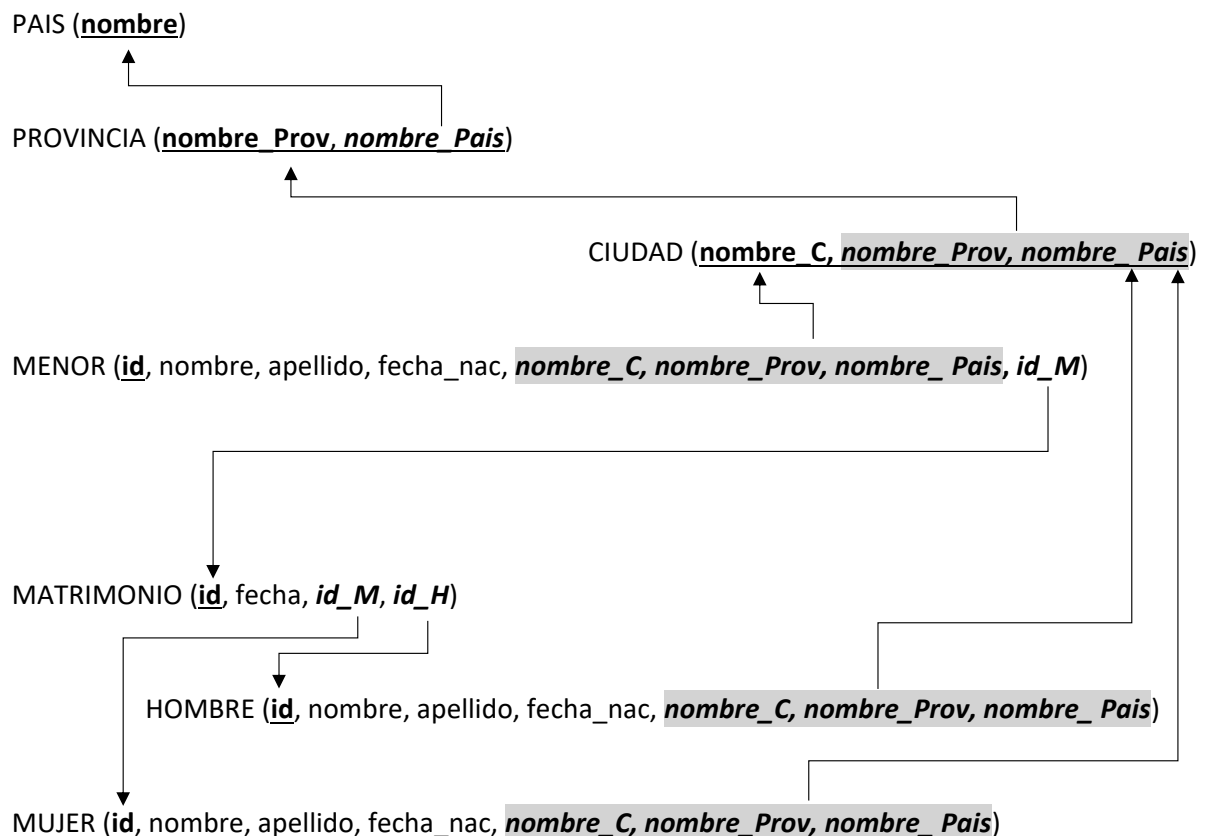 PAIS (nombre)
PROVINCIA (nombre_Prov, nombre_Pais)
CIUDAD (nombre_C, nombre_Prov, nombre_ Pais)
MENOR (id, nombre, apellido, fecha_nac, nombre_C, nombre_Prov, nombre_ Pais, id_M)
MATRIMONIO (id, fecha, id_M, id_H)
HOMBRE (id, nombre, apellido, fecha_nac, nombre_C, nombre_Prov, nombre_ Pais)
MUJER (id, nombre, apellido, fecha_nac, nombre_C, nombre_Prov, nombre_ Pais)